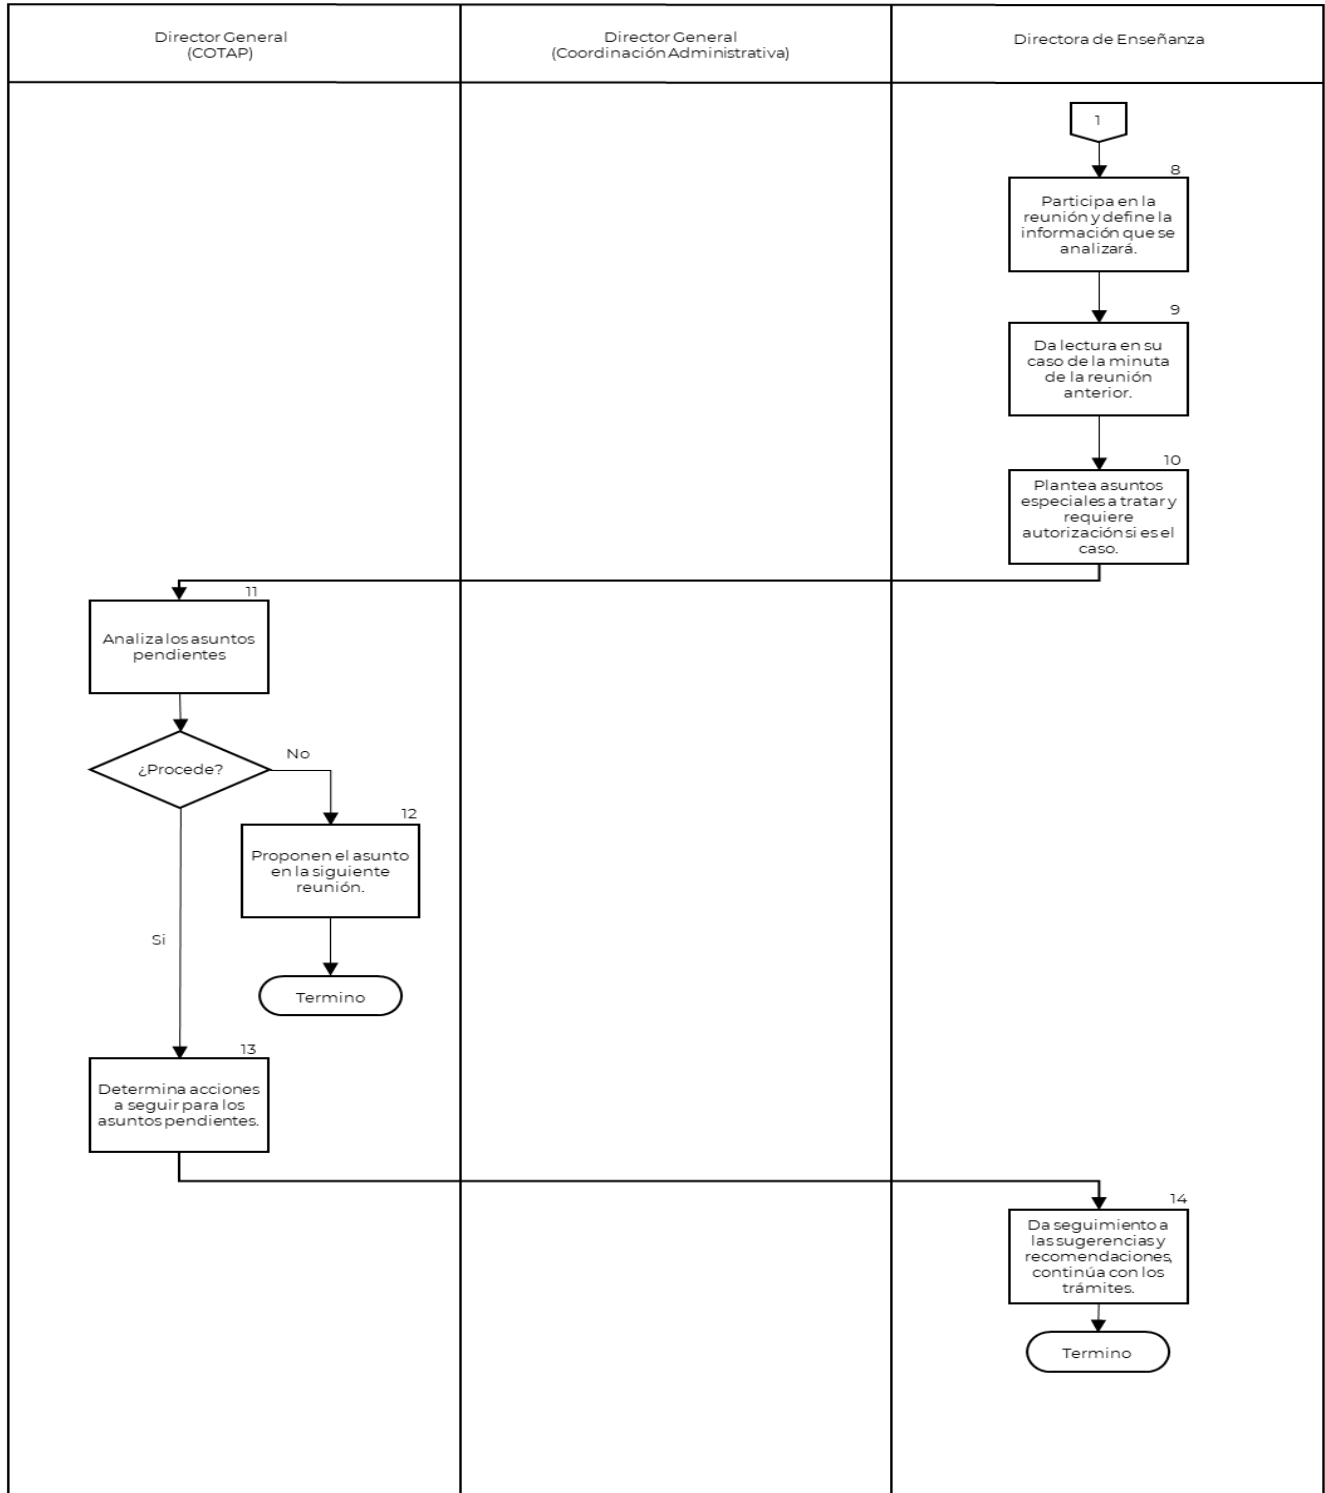 Director General
(COTAP)
Director General
(Coordinación Administrativa)
Directora de Enseñanza
1
8
Participa en la
reunión y define la
información que se
analizará.
9
Da lectura en su
caso de la minuta
de la reunión
anterior.
10
Plantea asuntos
especiales a tratar y
requiere
autorización si es el
caso.
11
Analiza los asuntos
pendientes
¿Procede?
No
12
Proponen el asunto
en la siguiente
reunión.
Si
Termino
13
Determina acciones
a seguir para los
asuntos pendientes.
14
Da seguimiento a
las sugerencias y
recomendaciones,
continúa con los
trámites.
Termino